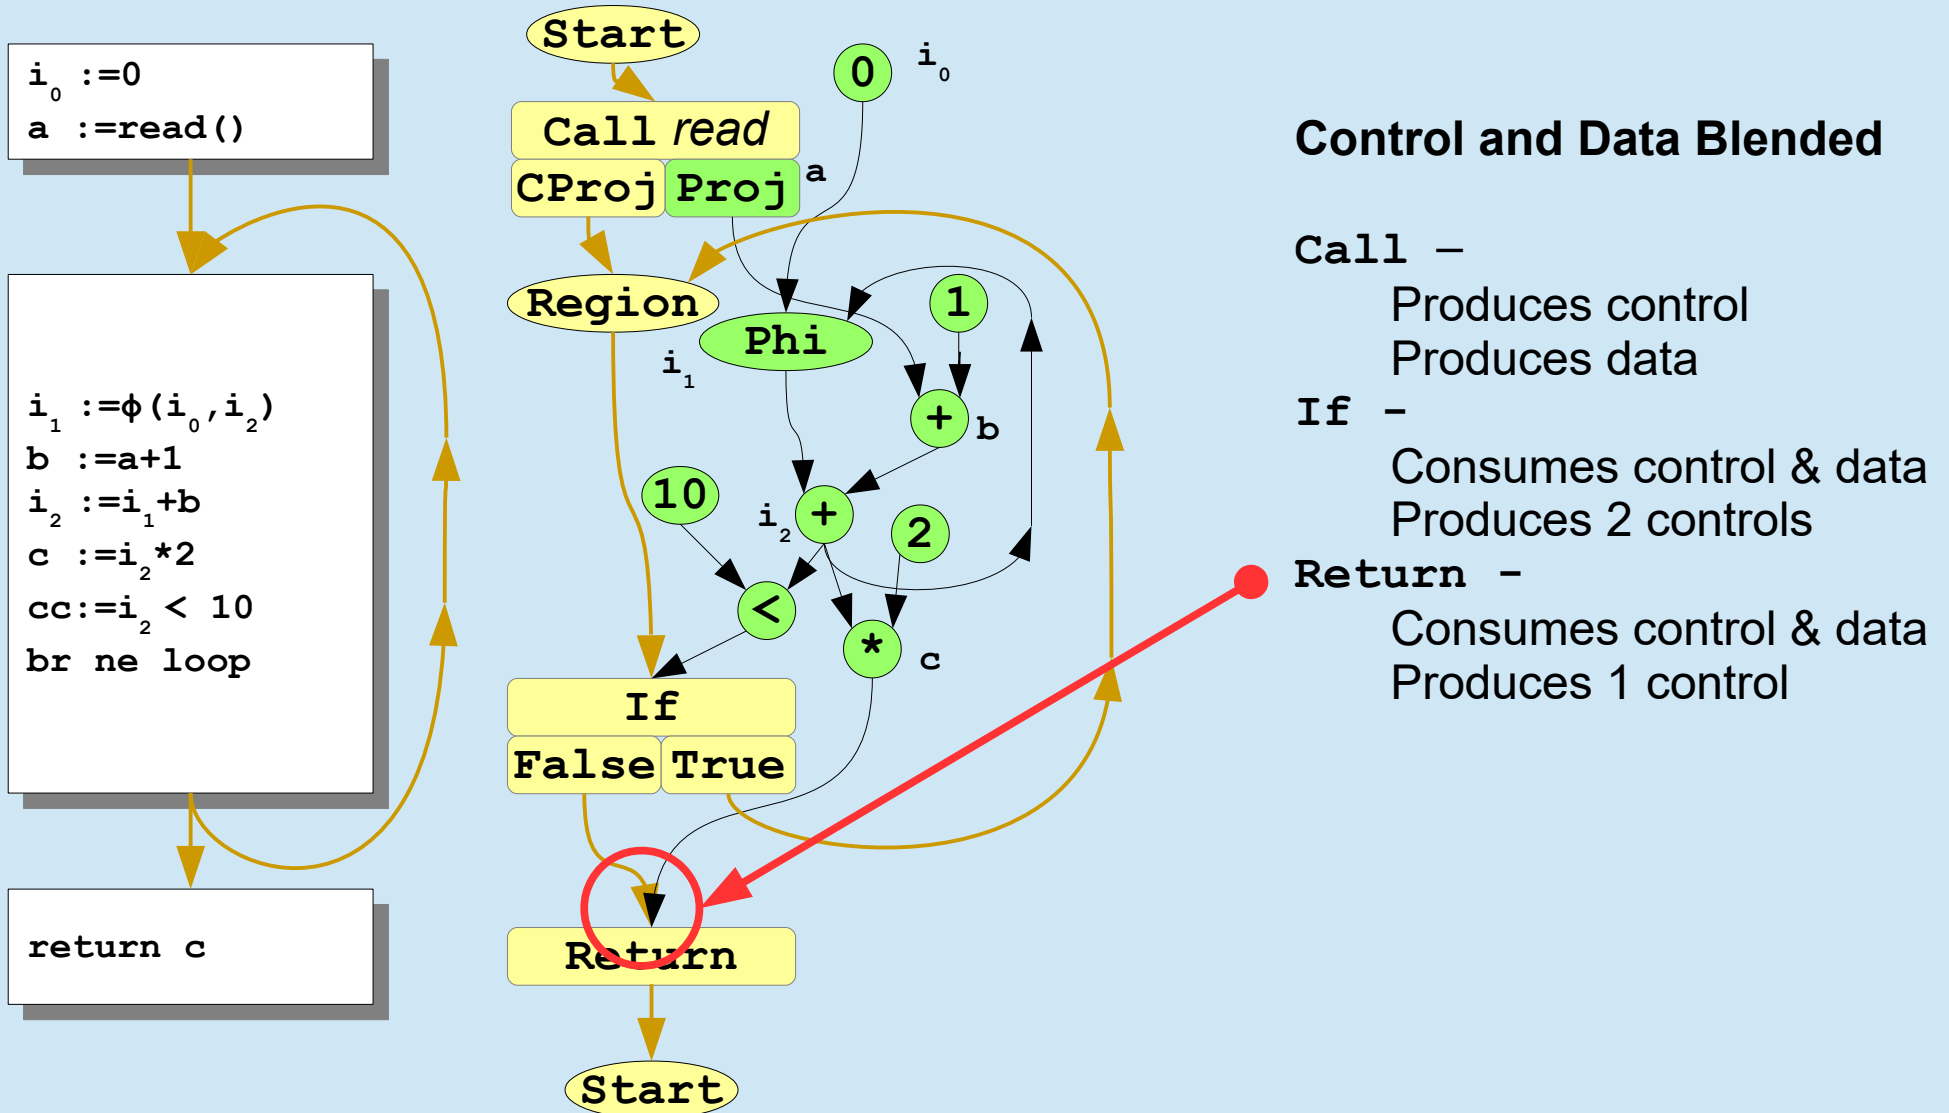 i₀ :=0
a :=read()
i₁ :=ϕ(i₀,i₂)
b :=a+1
i₂ :=i₁+b
c :=i₂*2
cc:=i₂ < 10
br ne loop
return c
Start
0 i₀
Call read
CProj Proj a
Region
1
Phi
i₁
+ b
10
i₂ +
2
<
* c
If
False True
Return
Start
Control and Data Blended
Call –
Produces control
Produces data
If –
Consumes control & data
Produces 2 controls
Return –
Consumes control & data
Produces 1 control